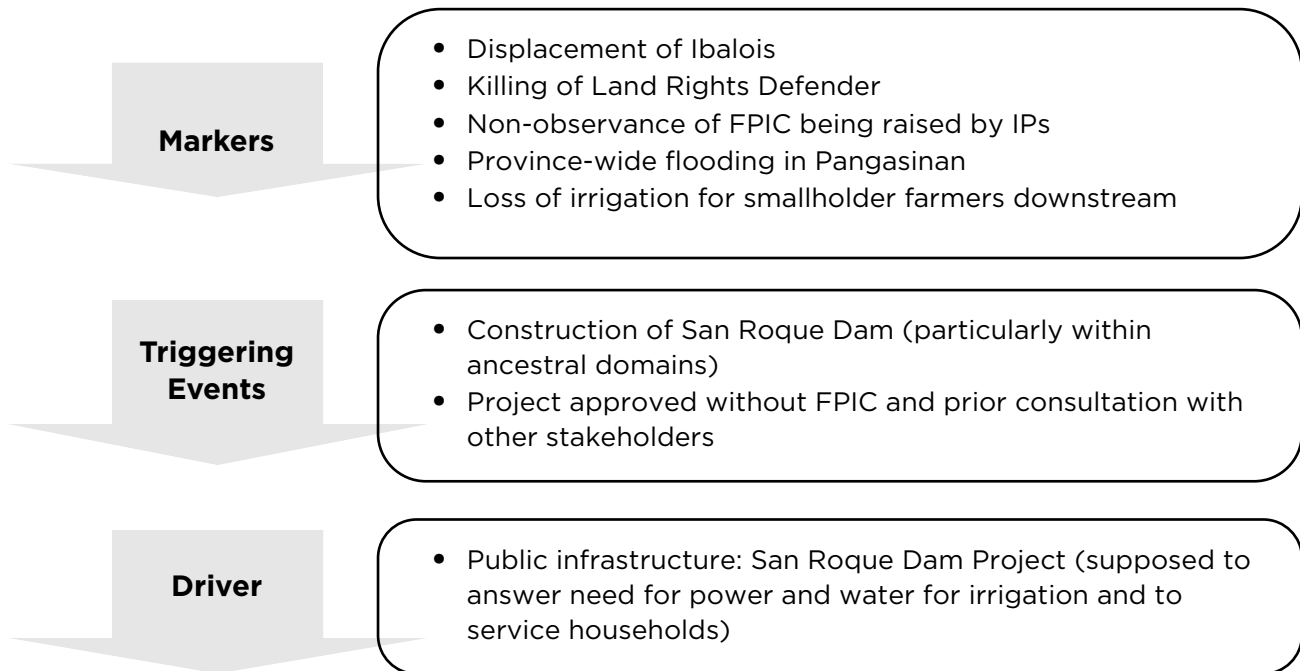 Markers
• Displacement of Ibalois
• Killing of Land Rights Defender
• Non-observance of FPIC being raised by IPs
• Province-wide flooding in Pangasinan
• Loss of irrigation for smallholder farmers downstream
Triggering
Events
• Construction of San Roque Dam (particularly within
ancestral domains)
• Project approved without FPIC and prior consultation with
other stakeholders
Driver
• Public infrastructure: San Roque Dam Project (supposed to
answer need for power and water for irrigation and to
service households)